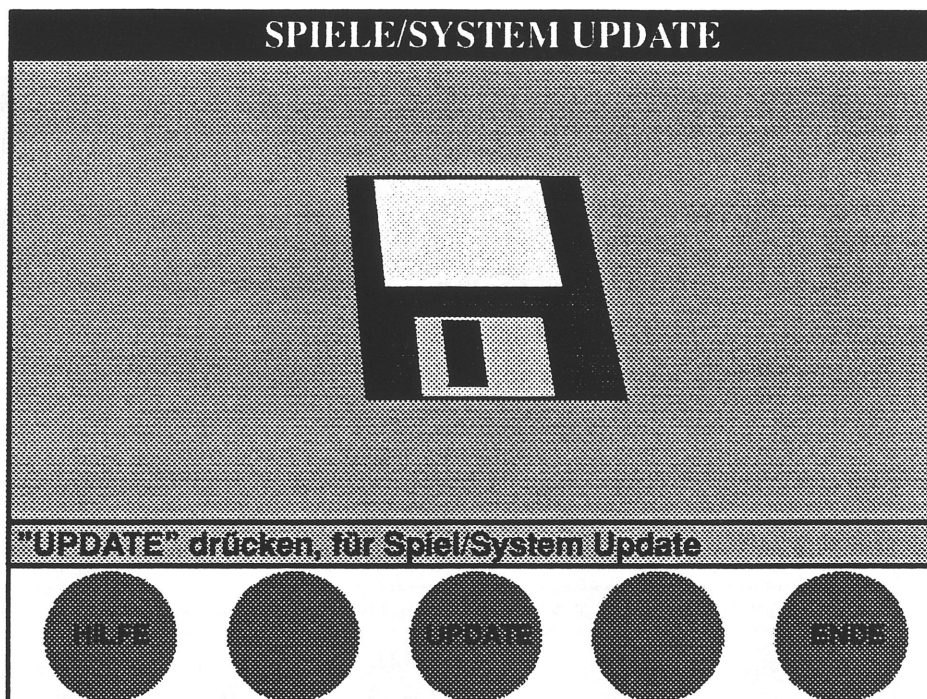 SPIELE/SYSTEM UPDATE
"UPDATE" drücken, für Spiel/System Update
HILFE
UPDATE
ENDE